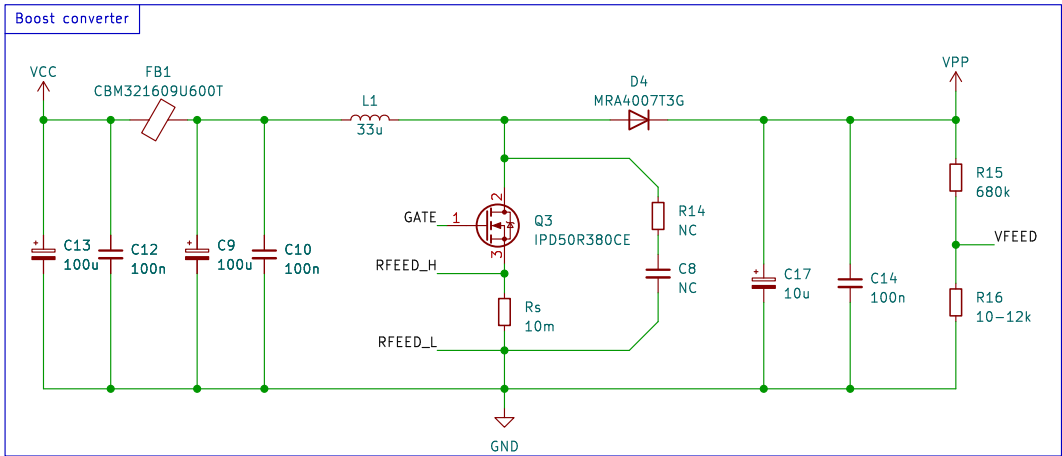 Boost converter
VCC
FB1
CBM321609U600T
L1
33u
D4
MRA4007T3G
VPP
R15
680k
VFEED
GATE
1
2
3
Q3
IPD50R380CE
R14
NC
C8
NC
RFEED_H
Rs
10m
RFEED_L
+
C13
100u
C12
100n
+
C9
100u
C10
100n
+
C17
10u
C14
100n
R16
10-12k
GND